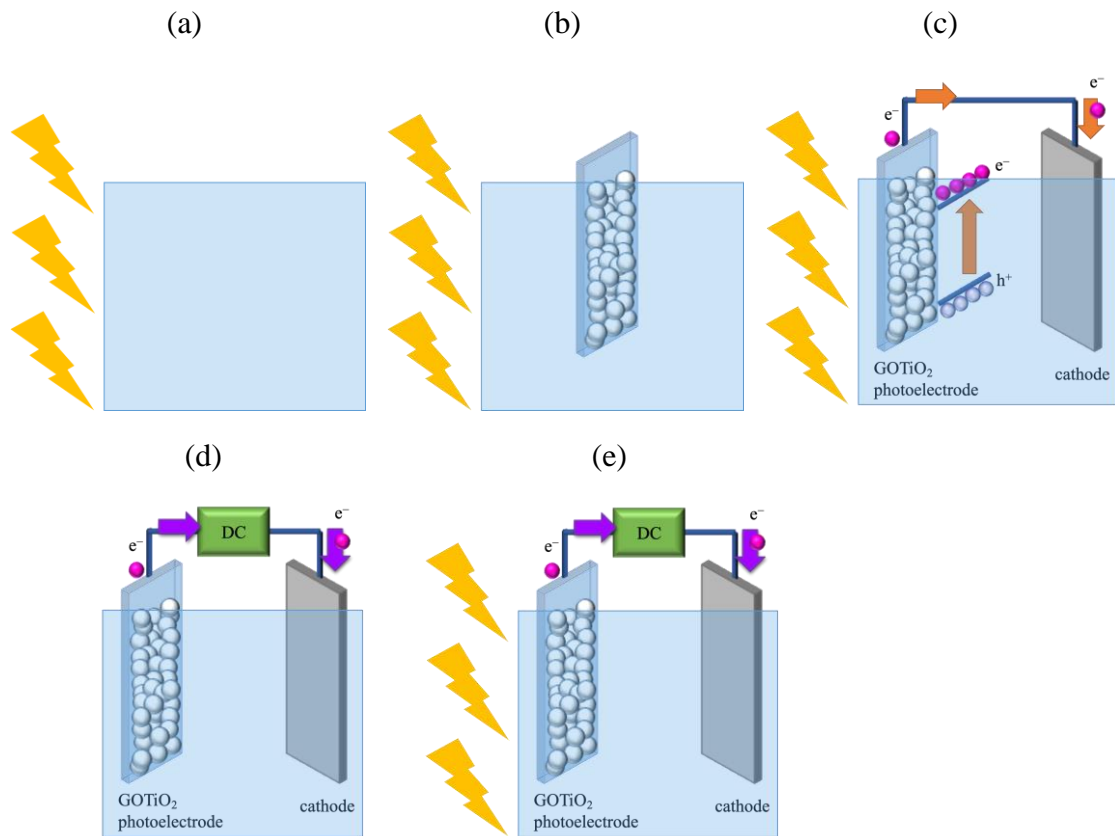 (a)
(b)
(c)
e⁻
e⁻
e⁻
h⁺
GOTiO₂
photoelectrode
cathode
(d)
(e)
e⁻
DC
e⁻
GOTiO₂
photoelectrode
cathode
e⁻
DC
e⁻
GOTiO₂
photoelectrode
cathode